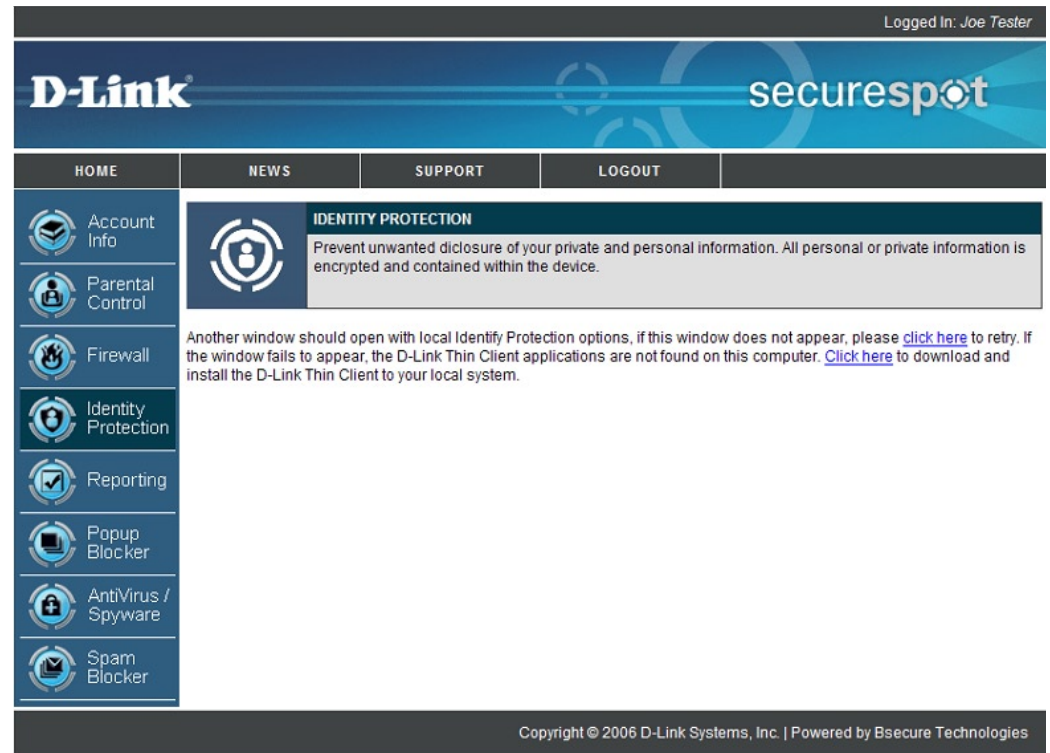 Logged In: Joe Tester
D-Link®
securespot
HOME NEWS SUPPORT LOGOUT
Account
Info
Parental
Control
Firewall
Identity
Protection
Reporting
Popup
Blocker
AntiVirus /
Spyware
Spam
Blocker
IDENTITY PROTECTION
Prevent unwanted diclosure of your private and personal information. All personal or private information is
encrypted and contained within the device.
Another window should open with local Identify Protection options, if this window does not appear, please click here to retry. If
the window fails to appear, the D-Link Thin Client applications are not found on this computer. Click here to download and
install the D-Link Thin Client to your local system.
Copyright © 2006 D-Link Systems, Inc. | Powered by Bsecure Technologies